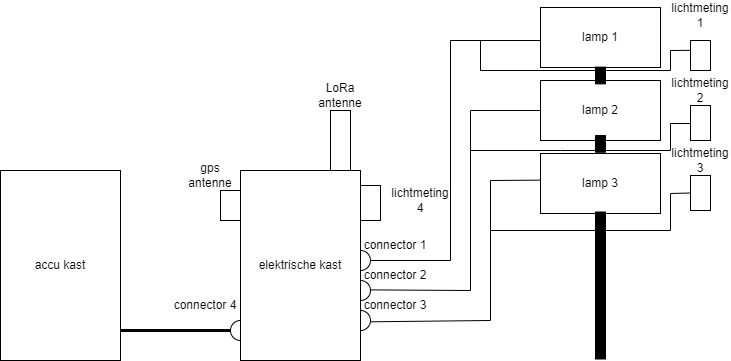 lichtmeting
1
lamp 1
lichtmeting
2
lamp 2
LoRa
antenne
lichtmeting
3
lamp 3
gps
antenne
lichtmeting
4
accu kast
elektrische kast
connector 1
connector 2
connector 3
connector 4